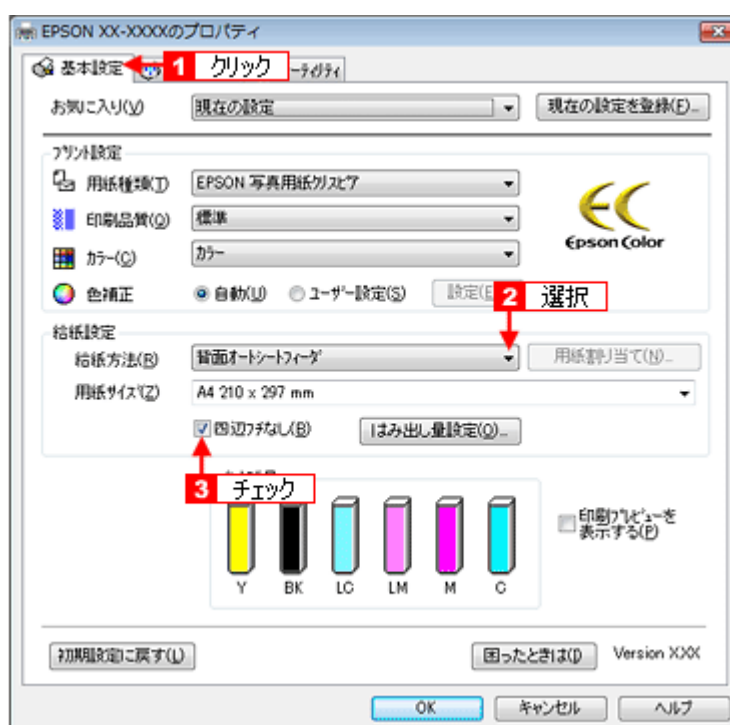 EPSON XX-XXXXのプロパティ
基本設定 1 クリック ーティリティ
お気に入り(V) 現在の設定 現在の設定を登録(F)...
プリント設定
用紙種類(T) EPSON 写真用紙クリスピア
印刷品質(Q) 標準
カラー(C) カラー
Epson Color
色補正 自動(U) ユーザー設定(S) 設定(E
2 選択
給紙設定
給紙方法(R) 背面オートシートフィーダ 用紙割り当て(N)...
用紙サイズ(Z) A4 210 x 297 mm
四辺フチなし(B) はみ出し量設定(O)...
3 チェック
印刷プレビューを
表示する(P)
Y BK LC LM M C
初期設定に戻す(L) 困ったときは(I) Version X.XX
OK キャンセル ヘルプ